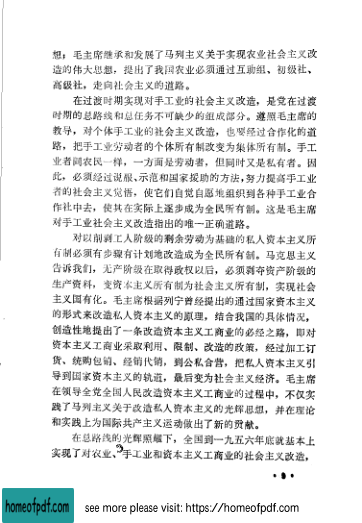 想；毛主席继承和发展了马列主义关于实现农业社会主义改
造的伟大思想，提出了我国农业必须通过互助组、初级社、
高级社，走向社会主义的道路。
在过渡时期实现对手工业的社会主义改造，是党在过渡
时期的总路线和总任务不可缺少的组成部分。遵照毛主席的
教导，对个体手工业的社会主义改造，也要经过合作化的道
路，把手工业劳动者的个体所有制改变为集体所有制。手工
业者同农民一样，一方面是劳动者，但同时又是私有者。因
此，必须经过说服、示范和国家援助的方法，努力提高手工业
者的社会主义觉悟，使它们自觉自愿地组织到各种手工业合
作社中去，使其在实际上逐步成为全民所有制。这是毛主席
对手工业社会主义改造指出的唯一正确道路。
对以剥削工人阶级的剩余劳动为基础的私人资本主义所
有制必须有步骤有计划地改造成为全民所有制。马克思主义
告诉我们，无产阶级在取得政权以后，必须剥夺资产阶级的
生产资料，变资本主义所有制为社会主义所有制，实现社会
主义国有化。毛主席根据列宁曾经提出的通过国家资本主义
的形式来改造私人资本主义的原理，结合我国的具体情况，
创造性地提出了一条改造资本主义工商业的必经之路，即对
资本主义工商业采取利用、限制、改造的政策，经过加工订
货、统购包销、经销代销，到公私合营，把私人资本主义引
导到国家资本主义的轨道，最后变为社会主义经济。毛主席
在领导全党全国人民改造资本主义工商业的过程中，不仅实
践了马列主义关于改造私人资本主义的光辉思想，并在理论
和实践上为国际共产主义运动做出了新的贡献。
在总路线的光辉照耀下，全国到一九五六年底就基本上
实现了对农业、手工业和资本主义工商业的社会主义改造，
homeofpdf.com
see more please visit: https://homeofpdf.com